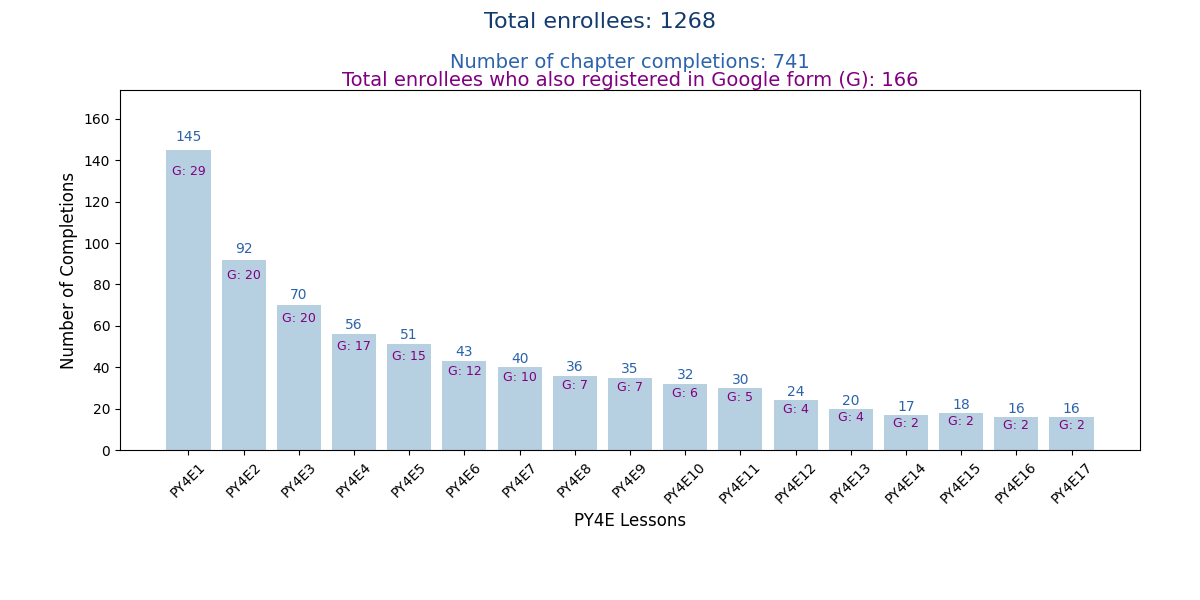 Total enrollees: 1268
Number of chapter completions: 741
Total enrollees who also registered in Google form (G): 166
Number of Completions
160
140
120
100
80
60
40
20
0
145
G: 29
92
G: 20
70
G: 20
56
G: 17
51
G: 15
43
G: 12
40
G: 10
36
G: 7
35
G: 7
32
G: 6
30
G: 5
24
G: 4
20
G: 4
17
G: 2
18
G: 2
16
G: 2
16
G: 2
PY4E1
PY4E2
PY4E3
PY4E4
PY4E5
PY4E6
PY4E7
PY4E8
PY4E9
PY4E10
PY4E11
PY4E12
PY4E13
PY4E14
PY4E15
PY4E16
PY4E17
PY4E Lessons